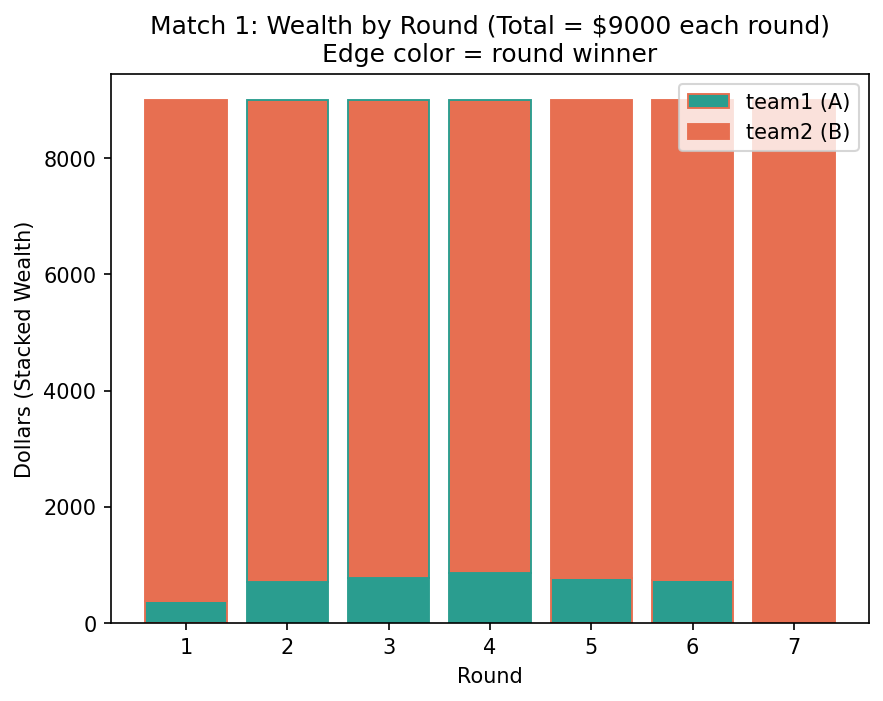 Match 1: Wealth by Round (Total = $9000 each round)
Edge color = round winner
team1 (A)
team2 (B)
Dollars (Stacked Wealth)
8000
6000
4000
2000
0
1 2 3 4 5 6 7
Round